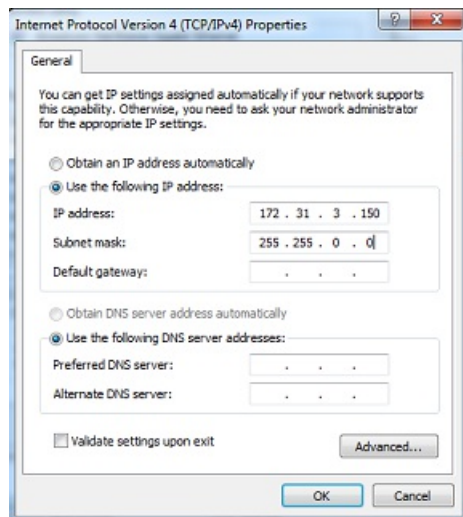 Internet Protocol Version 4 (TCP/IPv4) Properties
? X
General
You can get IP settings assigned automatically if your network supports
this capability. Otherwise, you need to ask your network administrator
for the appropriate IP settings.
Obtain an IP address automatically
Use the following IP address:
IP address: 172 . 31 . 3 . 150
Subnet mask: 255 . 255 . 0 . 0
Default gateway: . . .
Obtain DNS server address automatically
Use the following DNS server addresses:
Preferred DNS server: . . .
Alternate DNS server: . . .
Validate settings upon exit
Advanced...
OK Cancel